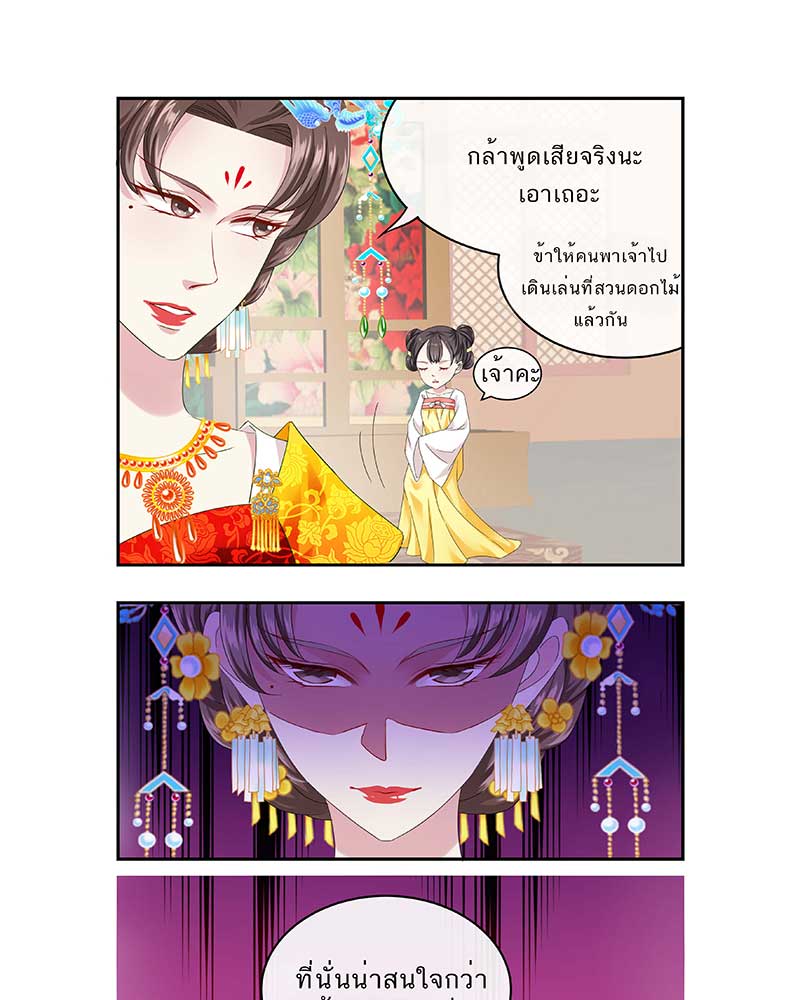 กล้าพูดเสียจริงนะ
เอาเถอะ
ข้าให้คนพาเจ้าไป
เดินเล่นที่สวนดอกไม้
แล้วกัน
เจ้าคะ
ที่นั่นน่าสนใจกว่า